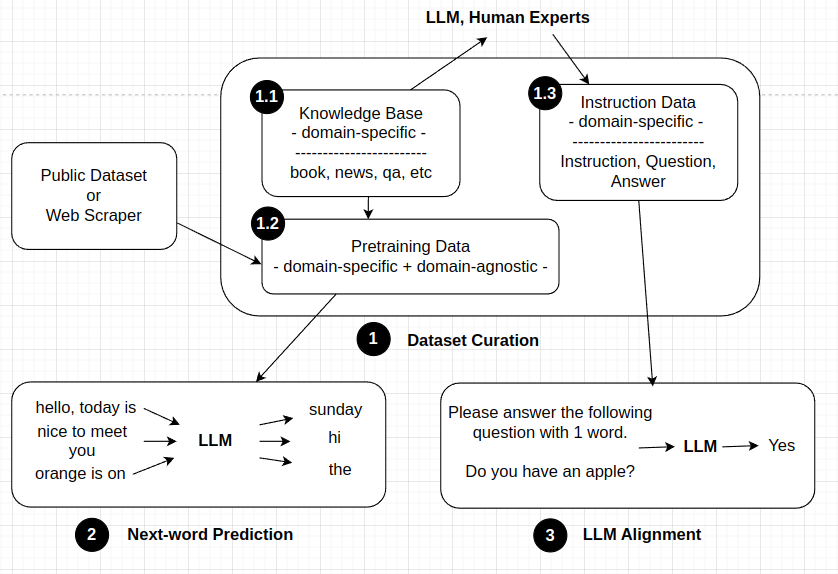 LLM, Human Experts
1.1
Knowledge Base
- domain-specific -
------------------------
book, news, qa, etc
1.3
Instruction Data
- domain-specific -
------------------------
Instruction, Question,
Answer
Public Dataset
or
Web Scraper
1.2
Pretraining Data
- domain-specific + domain-agnostic -
1 Dataset Curation
hello, today is
nice to meet
you
orange is on
LLM
sunday
hi
the
2 Next-word Prediction
Please answer the following
question with 1 word.
Do you have an apple?
LLM
Yes
3 LLM Alignment